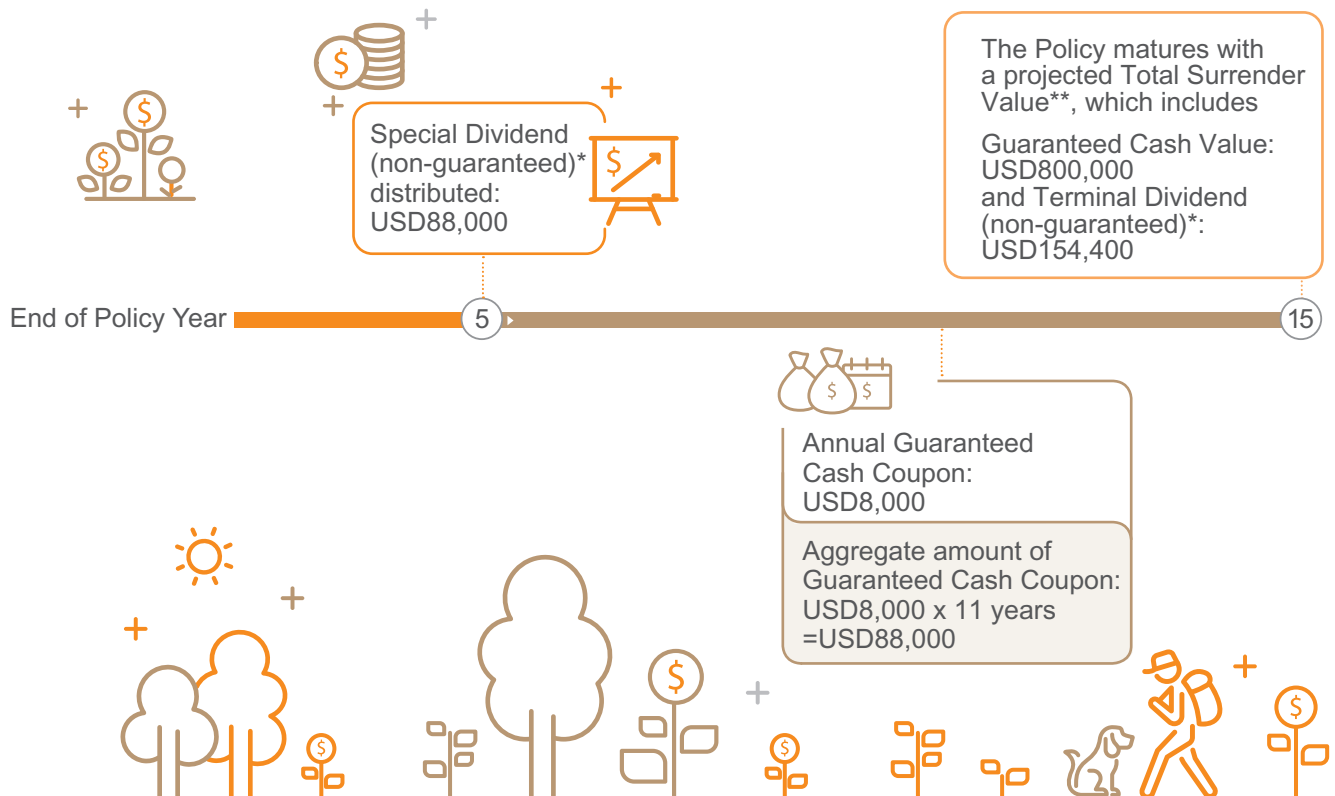 Special Dividend
(non-guaranteed)*
distributed:
USD88,000
The Policy matures with
a projected Total Surrender
Value**, which includes
Guaranteed Cash Value:
USD800,000
and Terminal Dividend
(non-guaranteed)*:
USD154,400
End of Policy Year
5
15
Annual Guaranteed
Cash Coupon:
USD8,000
Aggregate amount of
Guaranteed Cash Coupon:
USD8,000 x 11 years
=USD88,000